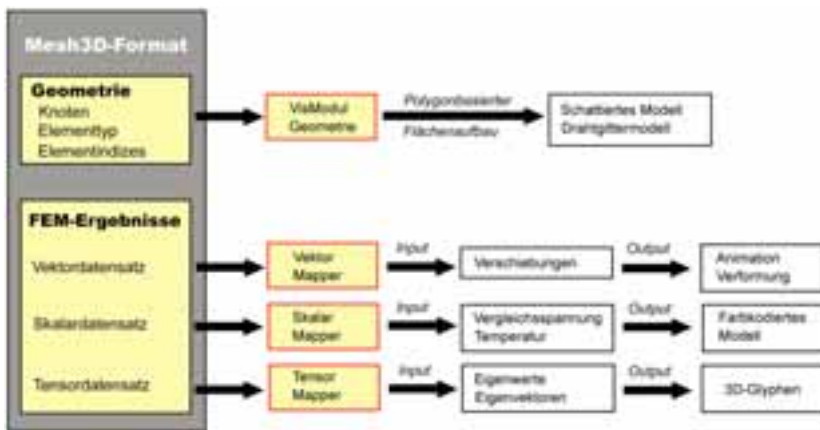 Mesh3D-Format
Geometrie
Knoten
Elementtyp
Elementindizes
VisModul
Geometrie
Polygonbasierter
Flächenaufbau
Schattiertes Modell
Drahtgittermodell
FEM-Ergebnisse
Vektordatensatz
Vektor
Mapper
Input
Verschiebungen
Output
Animation
Verformung
Skalardatensatz
Skalar
Mapper
Input
Vergleichsspannung
Temperatur
Output
Farbkodiertes
Modell
Tensordatensatz
Tensor
Mapper
Input
Eigenwerte
Eigenvektoren
Output
3D-Glyphen